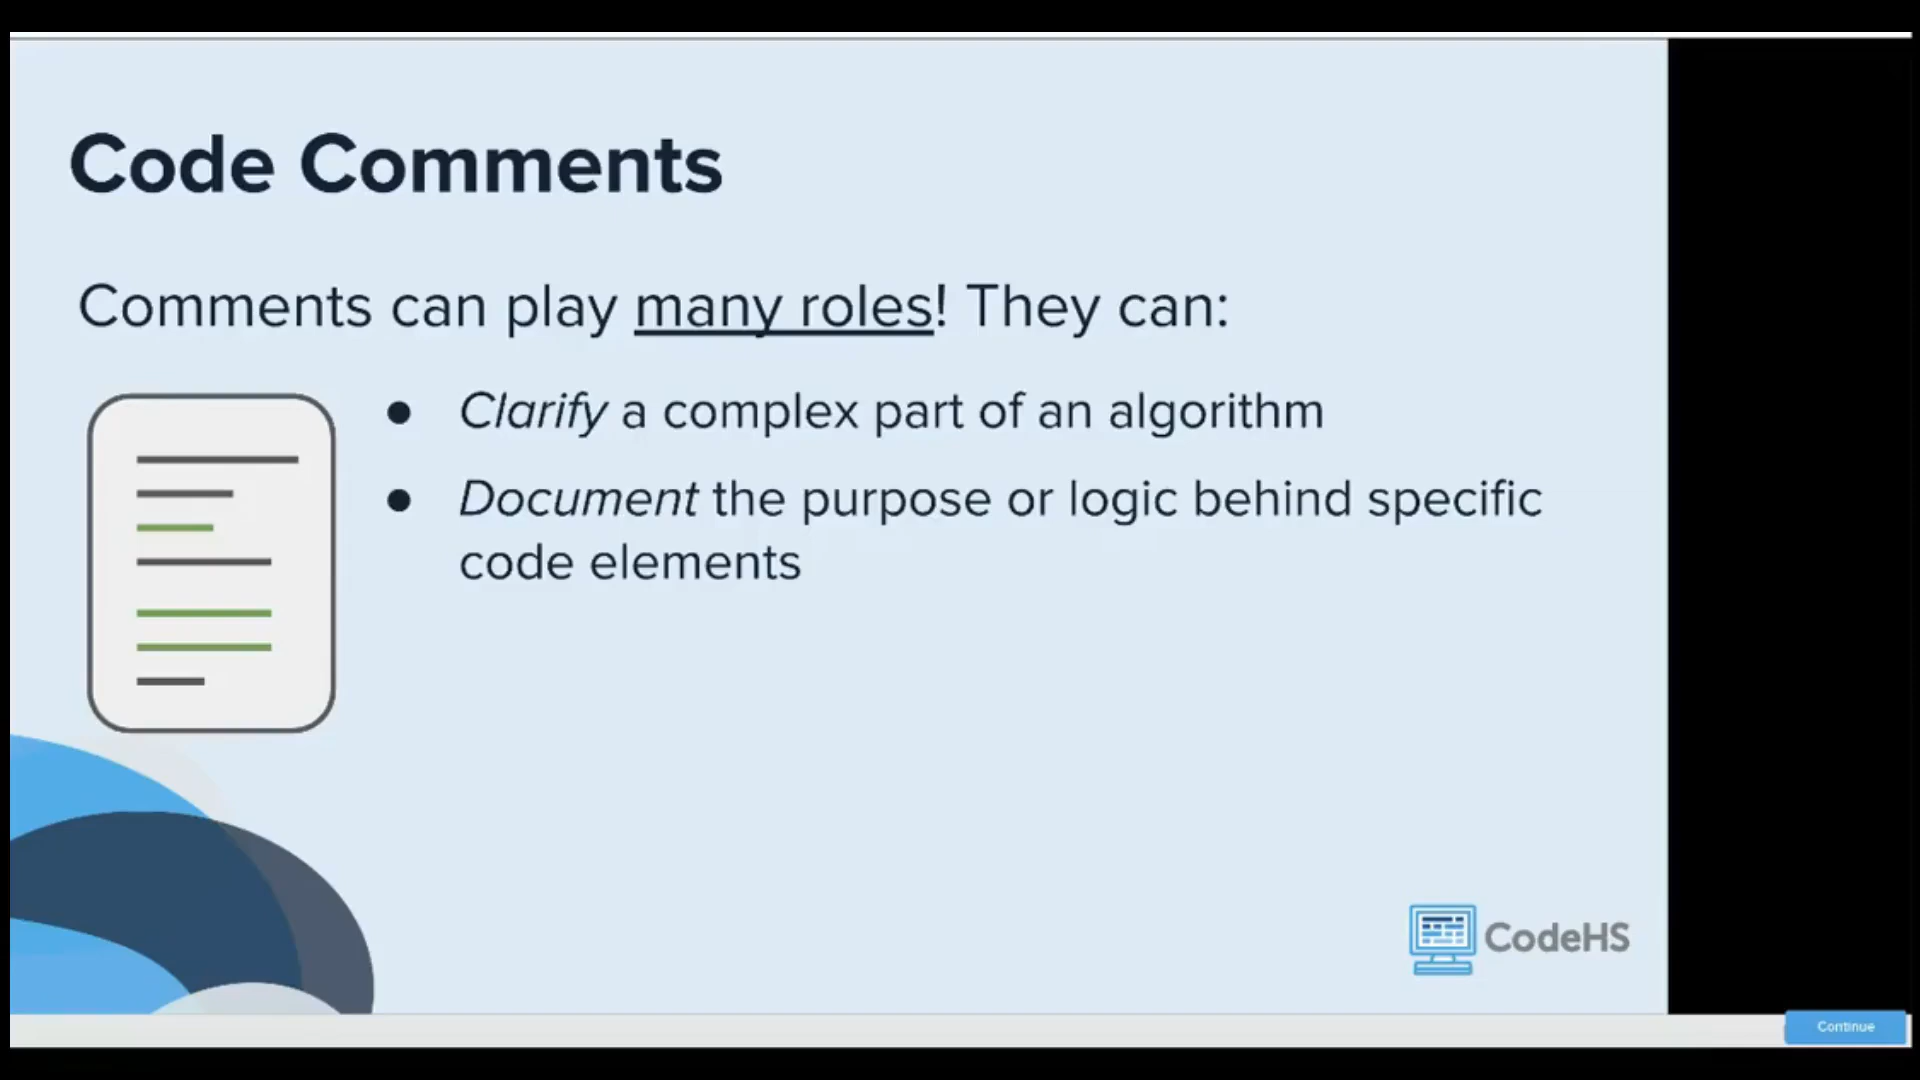 Code Comments
Comments can play many roles! They can:
● Clarify a complex part of an algorithm
● Document the purpose or logic behind specific
code elements
CodeHS
Continue